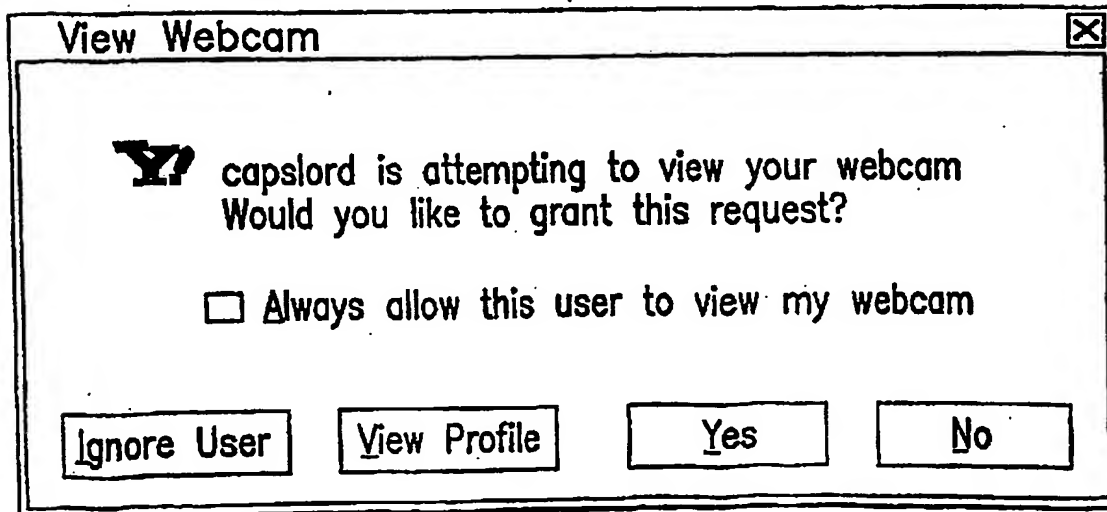 View Webcam
Y! capslord is attempting to view your webcam
Would you like to grant this request?
Always allow this user to view my webcam
Ignore User View Profile Yes No